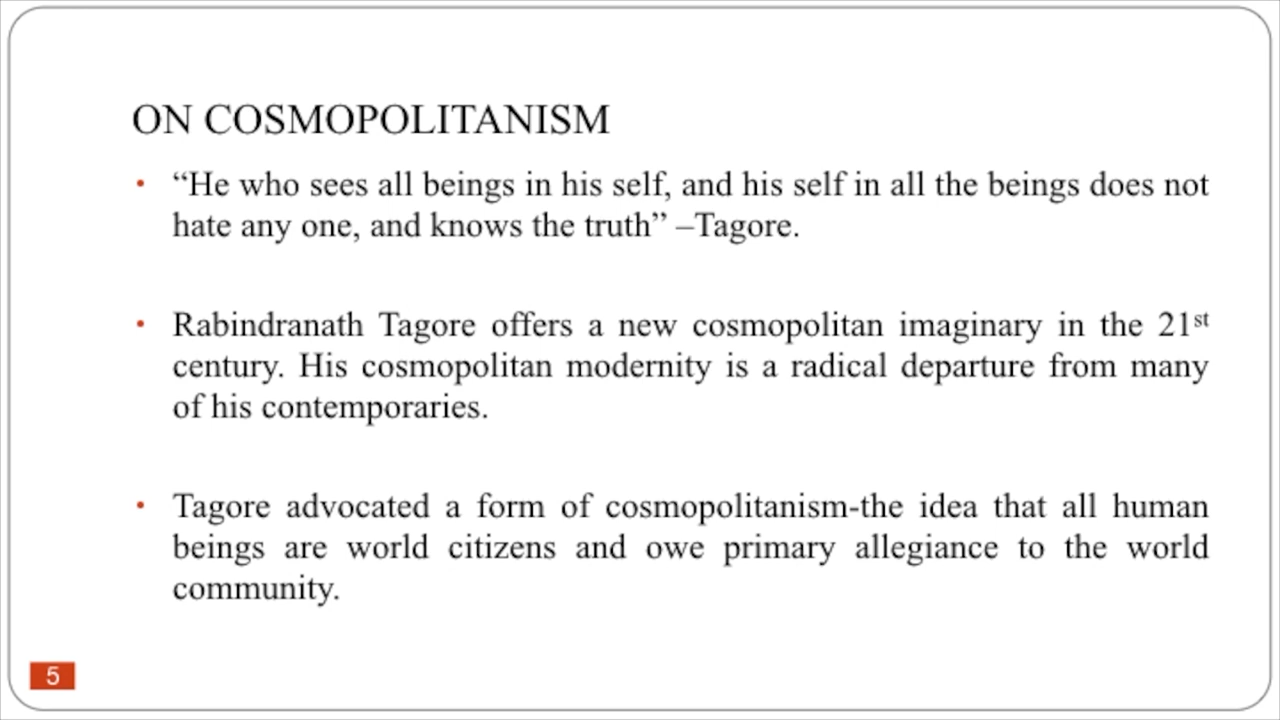 ON COSMOPOLITANISM
• “He who sees all beings in his self, and his self in all the beings does not
hate any one, and knows the truth” –Tagore.
• Rabindranath Tagore offers a new cosmopolitan imaginary in the 21st
century. His cosmopolitan modernity is a radical departure from many
of his contemporaries.
• Tagore advocated a form of cosmopolitanism-the idea that all human
beings are world citizens and owe primary allegiance to the world
community.
5